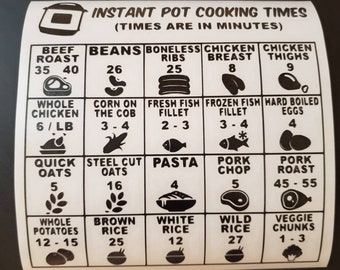 INSTANT POT COOKING TIMES
(TIMES ARE IN MINUTES)
BEEF ROAST
35 40
BEANS
26
BONELESS RIBS
25
CHICKEN BREAST
8
CHICKEN THIGHS
9
WHOLE CHICKEN
6 / LB
CORN ON THE COB
3 - 4
FRESH FISH FILLET
2 - 3
FROZEN FISH FILLET
3 - 4
HARD BOILED EGGS
4
QUICK OATS
5
STEEL CUT OATS
16
PASTA
4
PORK CHOP
5
PORK ROAST
45 - 55
WHOLE POTATOES
12 - 15
BROWN RICE
25
WHITE RICE
12
WILD RICE
27
VEGGIE CHUNKS
1 - 3